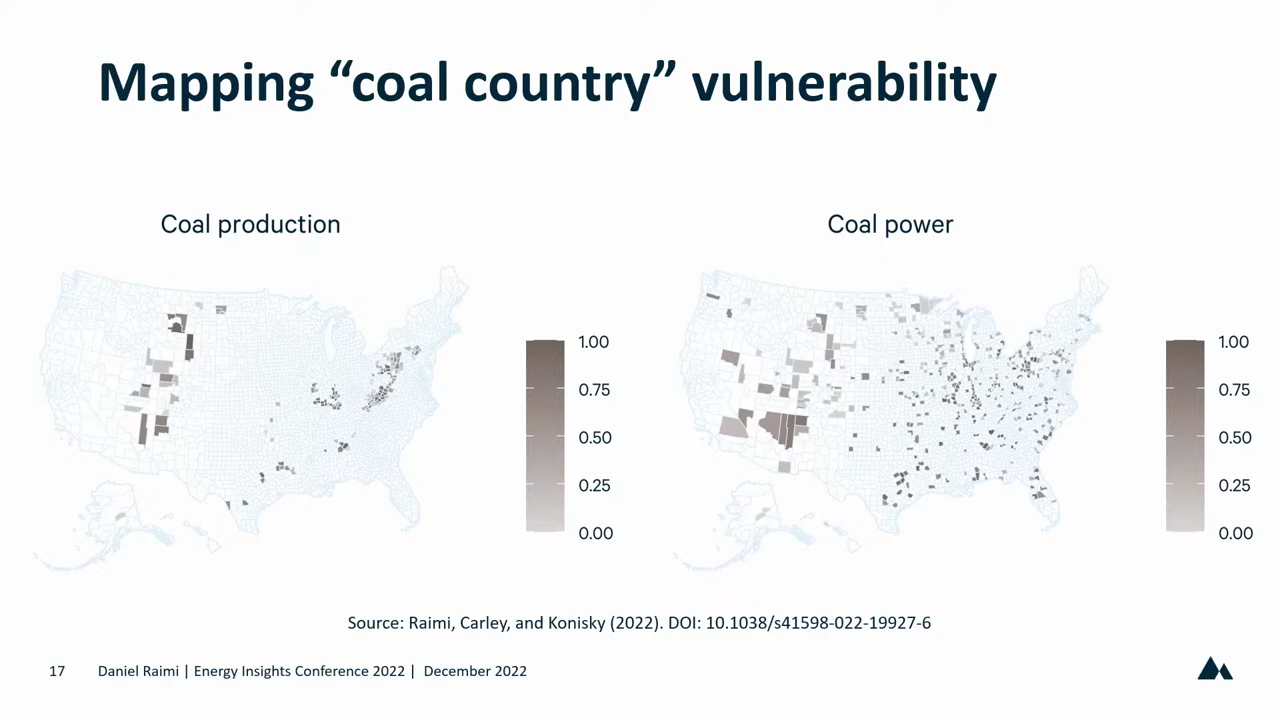 Mapping “coal country” vulnerability
Coal production
Coal power
1.00
0.75
0.50
0.25
0.00
1.00
0.75
0.50
0.25
0.00
Source: Raimi, Carley, and Konisky (2022). DOI: 10.1038/s41598-022-19927-6
17 Daniel Raimi | Energy Insights Conference 2022 | December 2022